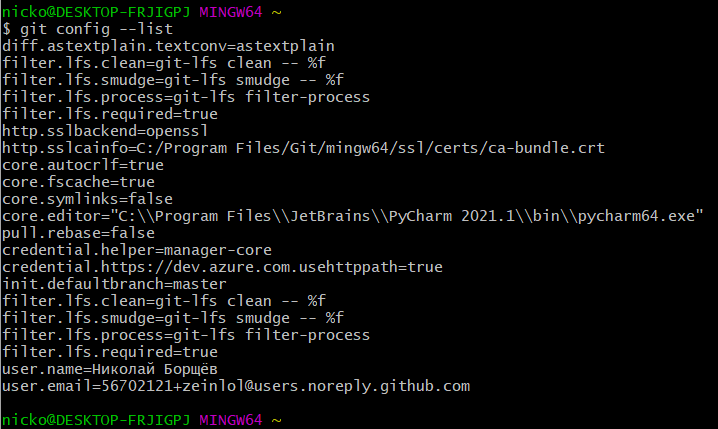 nicko@DESKTOP-FRJIGPJ MINGW64 ~
$ git config --list
diff.astextplain.textconv=astextplain
filter.lfs.clean=git-lfs clean -- %f
filter.lfs.smudge=git-lfs smudge -- %f
filter.lfs.process=git-lfs filter-process
filter.lfs.required=true
http.sslbackend=openssl
http.sslcainfo=C:/Program Files/Git/mingw64/ssl/certs/ca-bundle.crt
core.autocrlf=true
core.fscache=true
core.symlinks=false
core.editor="C:\\Program Files\\JetBrains\\PyCharm 2021.1\\bin\\pycharm64.exe"
pull.rebase=false
credential.helper=manager-core
credential.https://dev.azure.com.usehttppath=true
init.defaultbranch=master
filter.lfs.clean=git-lfs clean -- %f
filter.lfs.smudge=git-lfs smudge -- %f
filter.lfs.process=git-lfs filter-process
filter.lfs.required=true
user.name=Николай Борщёв
user.email=56702121+zeinlol@users.noreply.github.com
nicko@DESKTOP-FRJIGPJ MINGW64 ~